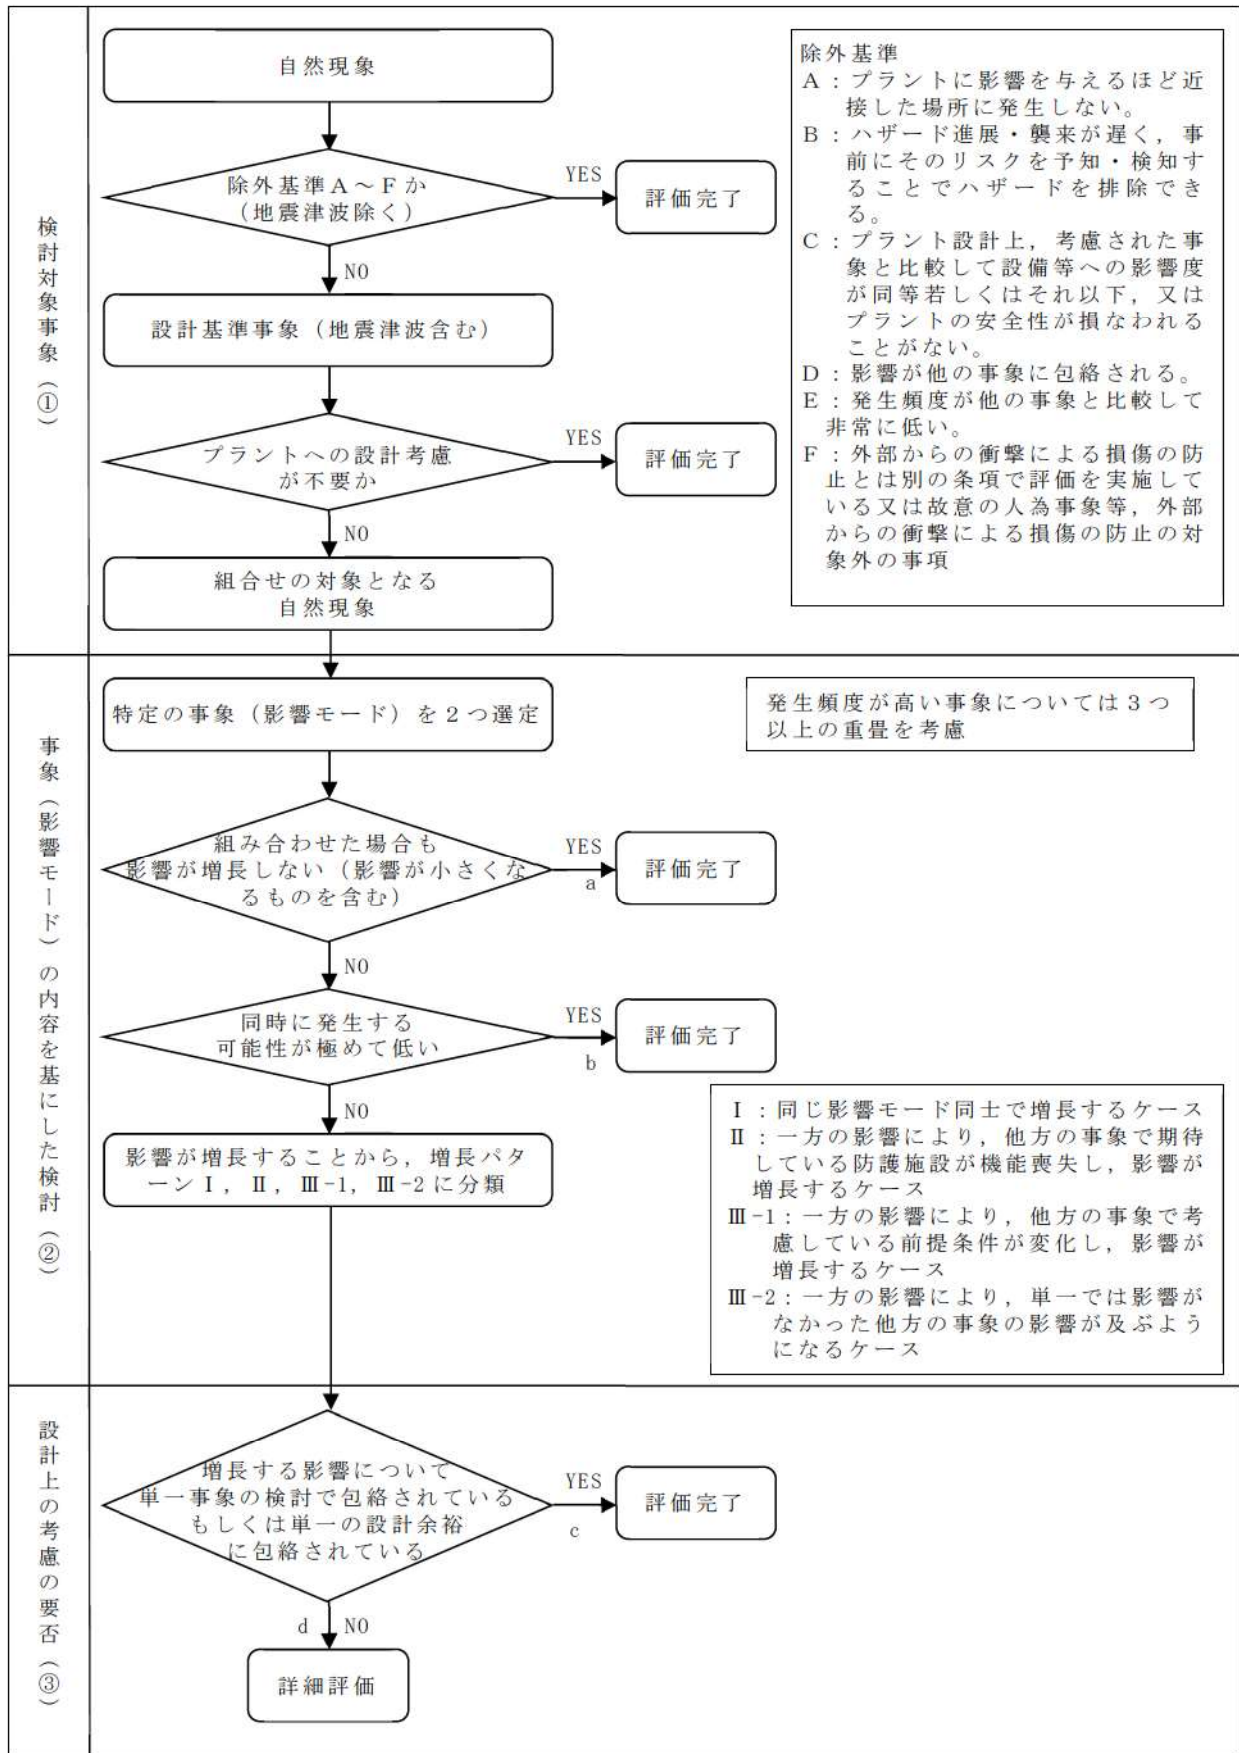 検討対象事象(①)
自然現象
除外基準A~Fか
(地震津波除く)
YES
評価完了
NO
設計基準事象(地震津波含む)
プラントへの設計考慮
が不要か
YES
評価完了
NO
組合せの対象となる
自然現象
除外基準
A:プラントに影響を与えるほど近
接した場所に発生しない。
B:ハザード進展・襲来が遅く,事
前にそのリスクを予知・検知す
ることでハザードを排除でき
る。
C:プラント設計上,考慮された事
象と比較して設備等への影響度
が同等若しくはそれ以下,又は
プラントの安全性が損なわれる
ことがない。
D:影響が他の事象に包絡される。
E:発生頻度が他の事象と比較して
非常に低い。
F:外部からの衝撃による損傷の防
止とは別の条項で評価を実施して
いる又は故意の人為事象等,外部
からの衝撃による損傷の防止の対
象外の事項
事象(影響モード)の内容を基にした検討(②)
特定の事象(影響モード)を2つ選定
発生頻度が高い事象については3つ
以上の重畳を考慮
組み合わせた場合も
影響が増長しない(影響が小さくな
るものを含む)
YES
a
評価完了
NO
同時に発生する
可能性が極めて低い
YES
b
評価完了
NO
影響が増長することから,増長パタ
ーンⅠ,Ⅱ,Ⅲ-1,Ⅲ-2に分類
Ⅰ:同じ影響モード同士で増長するケース
Ⅱ:一方の影響により,他方の事象で期待
している防護施設が機能喪失し,影響が
増長するケース
Ⅲ-1:一方の影響により,他方の事象で考
慮している前提条件が変化し,影響が
増長するケース
Ⅲ-2:一方の影響により,単一では影響が
なかった他方の事象の影響が及ぶよう
になるケース
設計上の考慮の要否(③)
増長する影響について
単一事象の検討で包絡されている
もしくは単一の設計余裕
に包絡されている
YES
c
評価完了
d
NO
詳細評価